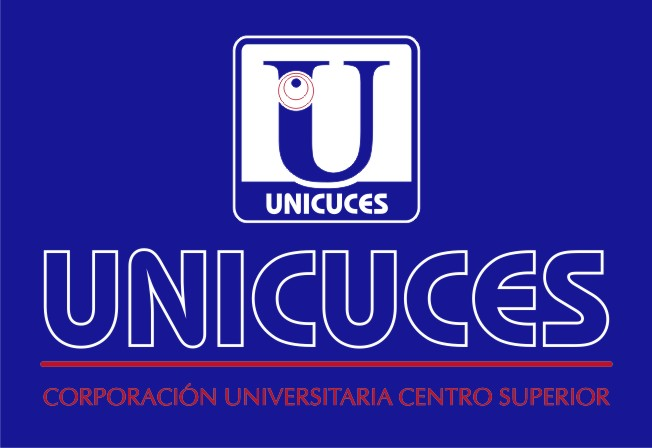 U
UNICUCES
UNICUCES
CORPORACIÓN UNIVERSITARIA CENTRO SUPERIOR